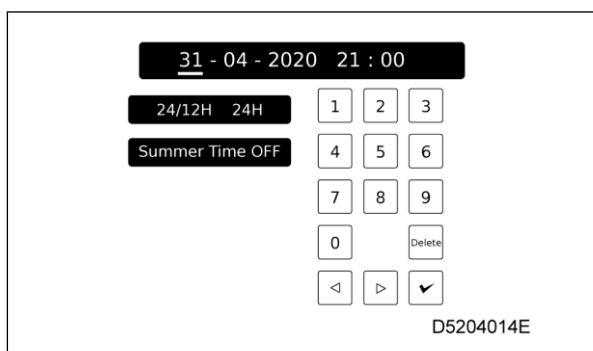 31 - 04 - 2020 21 : 00
24/12H 24H
1 2 3
Summer Time OFF
4 5 6
7 8 9
0 Delete
D5204014E